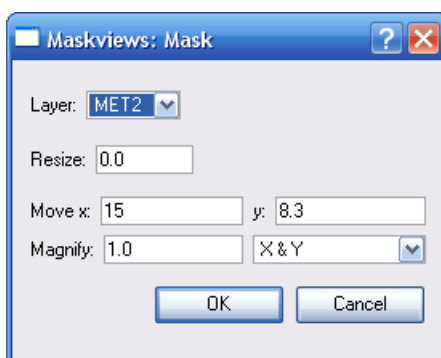 Maskviews: Mask
Layer: MET2
Resize: 0.0
Move x: 15 y: 8.3
Magnify: 1.0 X & Y
OK Cancel